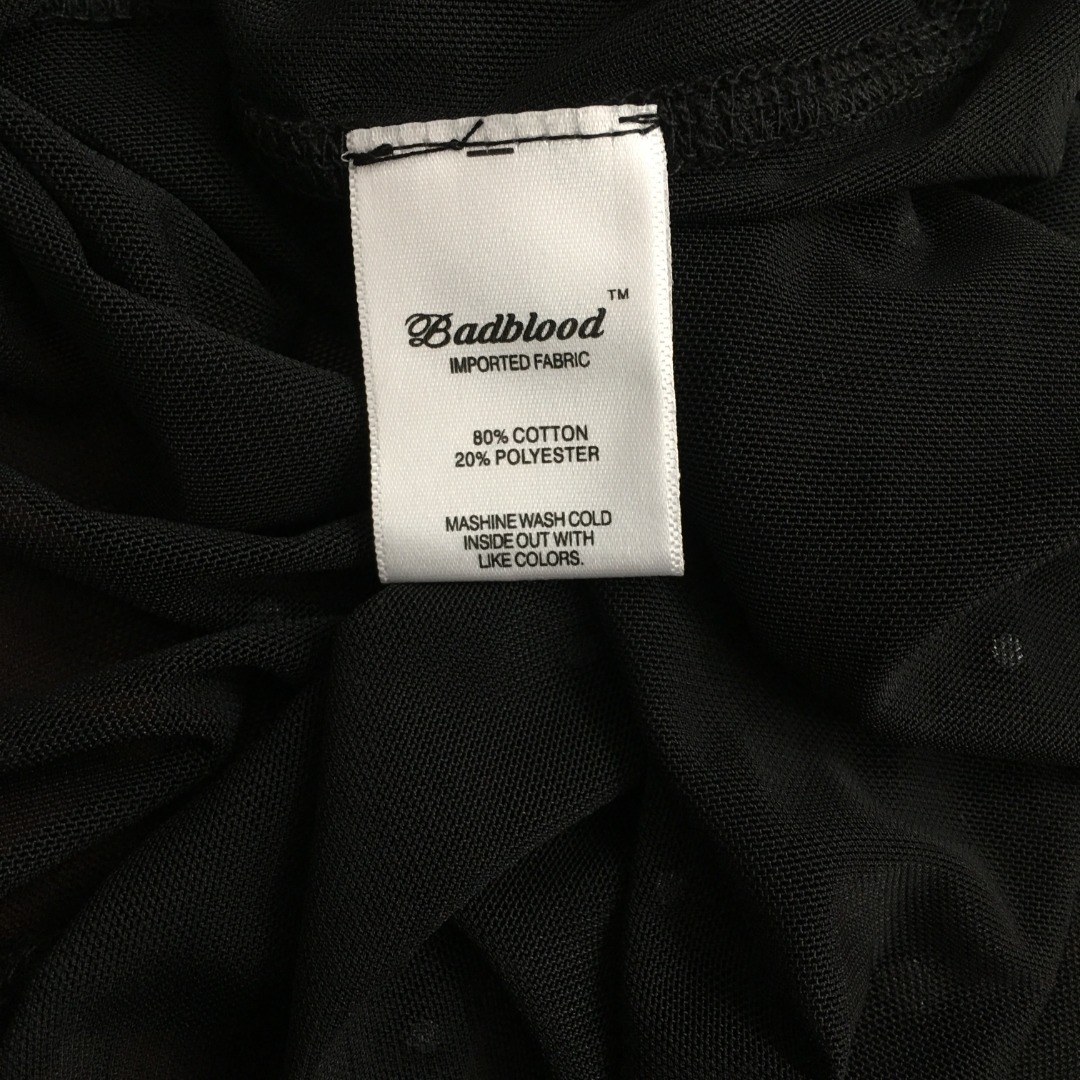 Badblood™
IMPORTED FABRIC
80% COTTON
20% POLYESTER
MASHINE WASH COLD
INSIDE OUT WITH
LIKE COLORS.